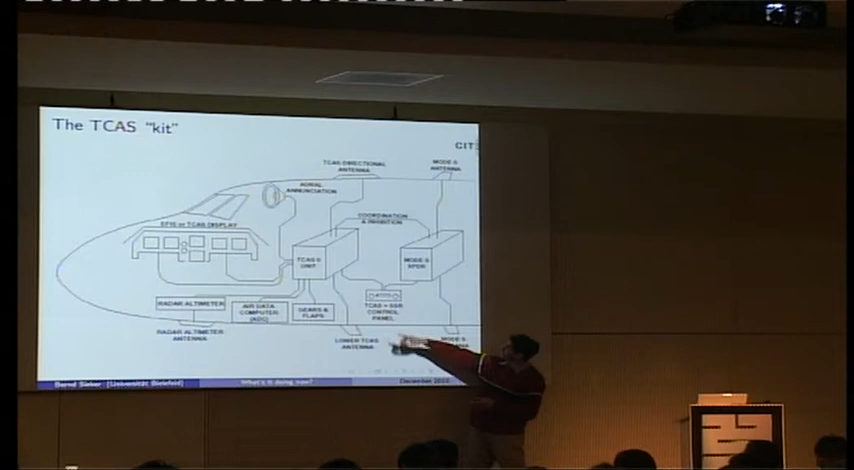 The TCAS "kit"
CITE
TCAS DIRECTIONAL
ANTENNA
MODE S
ANTENNA
AURAL
ANNUNCIATION
COORDINATION
& INHIBITION
EFIS or TCAS DISPLAY
TCAS II
UNIT
MODE S
XPDR
RADAR ALTIMETER
AIR DATA
COMPUTER
(ADC)
GEARS &
FLAPS
TCAS - SSR
CONTROL
PANEL
RADAR ALTIMETER
ANTENNA
LOWER TCAS
ANTENNA
MODE S
Bernd Sieker (Universität Bielefeld)
What's it doing now?
December 2010